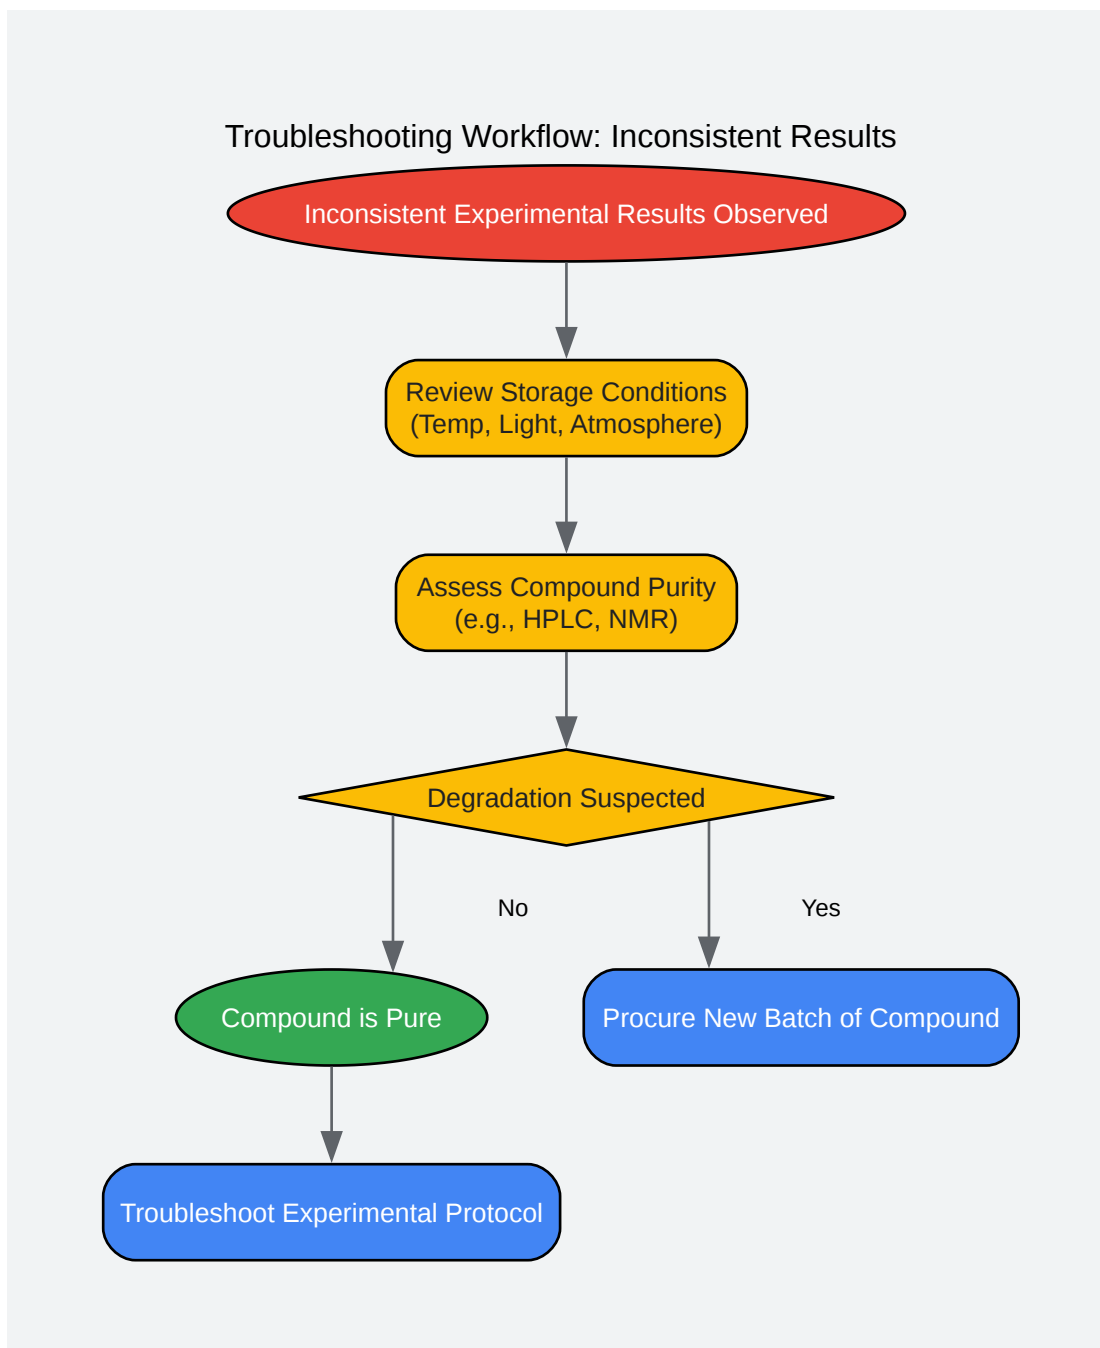 Troubleshooting Workflow: Inconsistent Results
Inconsistent Experimental Results Observed
Review Storage Conditions
(Temp, Light, Atmosphere)
Assess Compound Purity
(e.g., HPLC, NMR)
Degradation Suspected
No
Yes
Compound is Pure
Procure New Batch of Compound
Troubleshoot Experimental Protocol